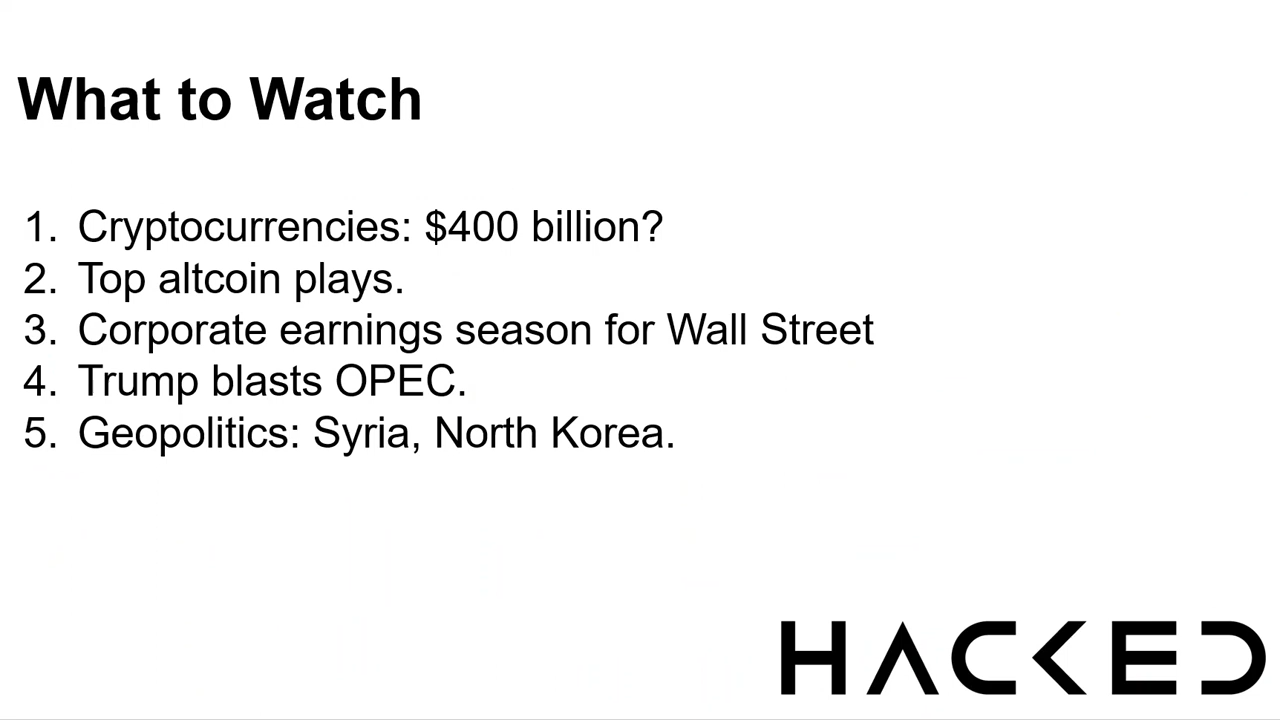 What to Watch
1. Cryptocurrencies: $400 billion?
2. Top altcoin plays.
3. Corporate earnings season for Wall Street
4. Trump blasts OPEC.
5. Geopolitics: Syria, North Korea.
HACKED